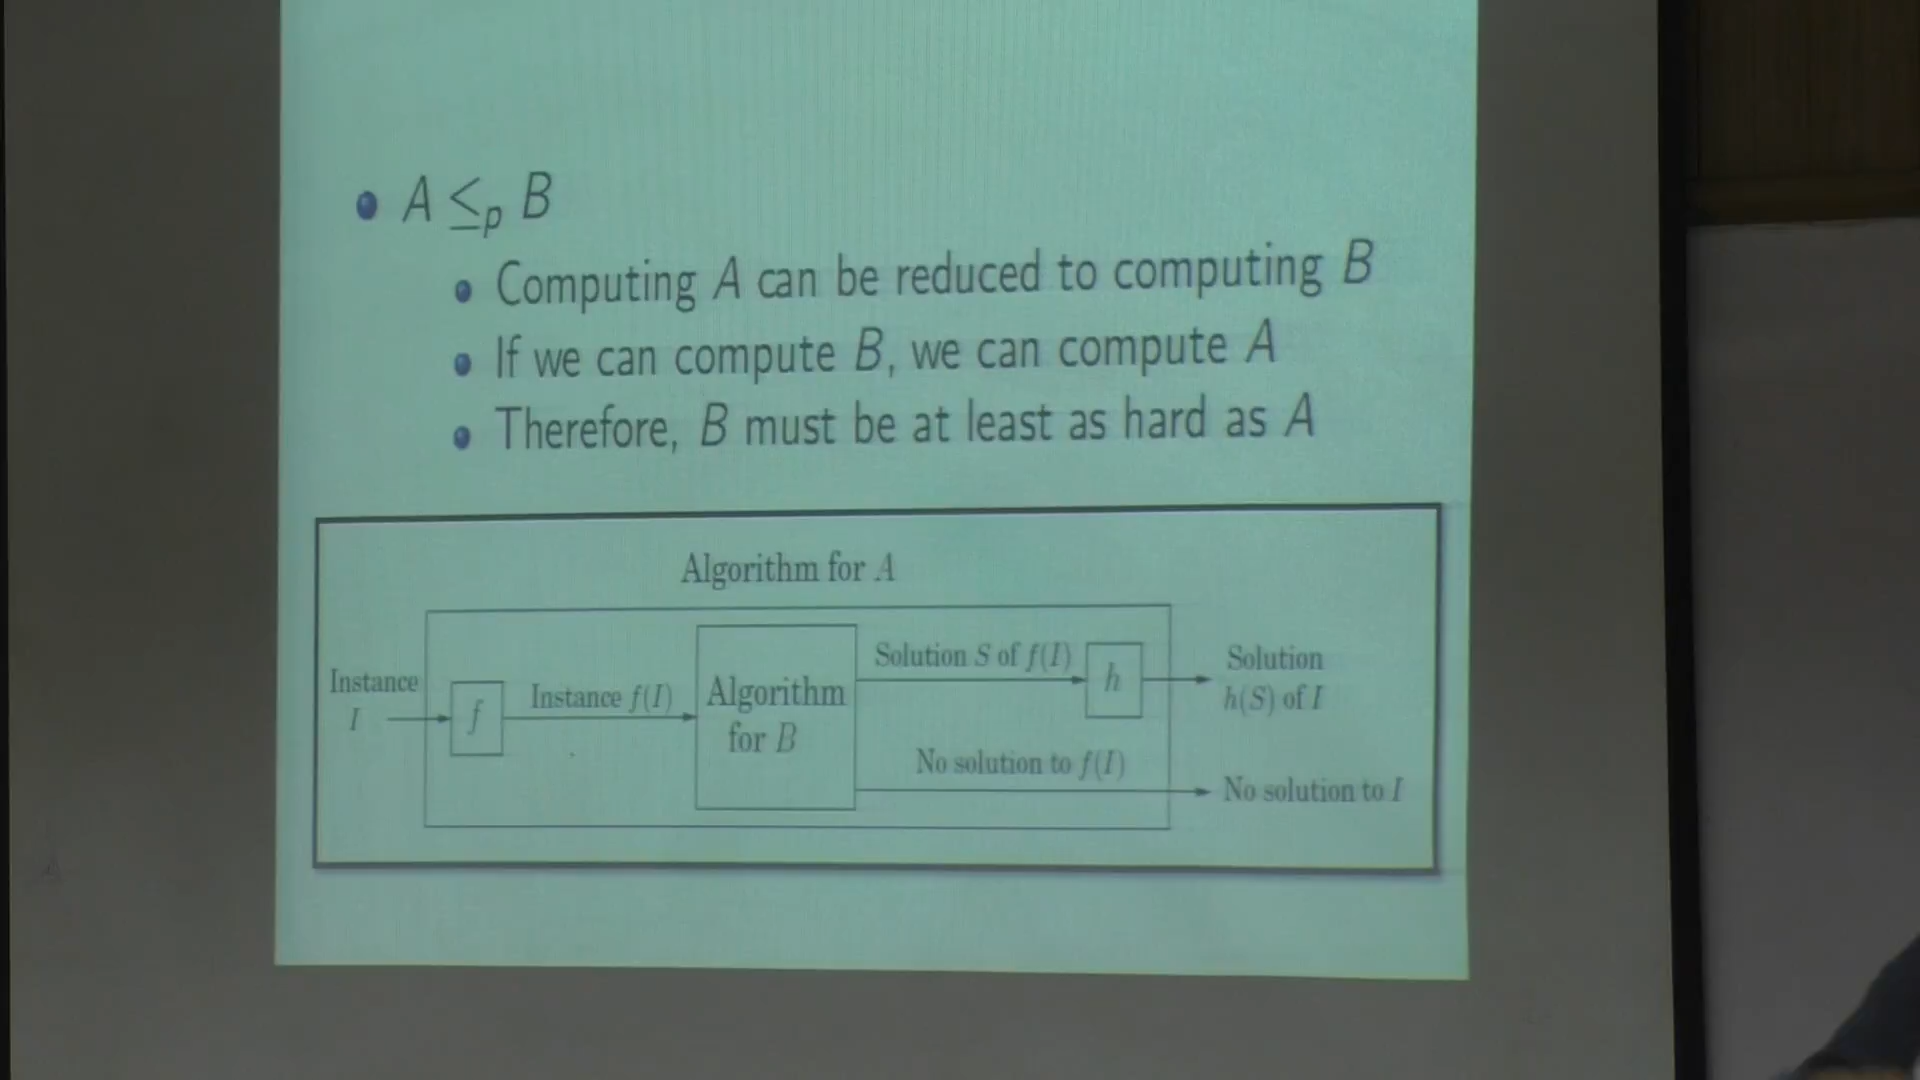 A ≤p B
Computing A can be reduced to computing B
If we can compute B, we can compute A
Therefore, B must be at least as hard as A
Algorithm for A
Instance
I
f
Instance f(I)
Algorithm
for B
Solution S of f(I)
h
Solution
h(S) of I
No solution to f(I)
No solution to I